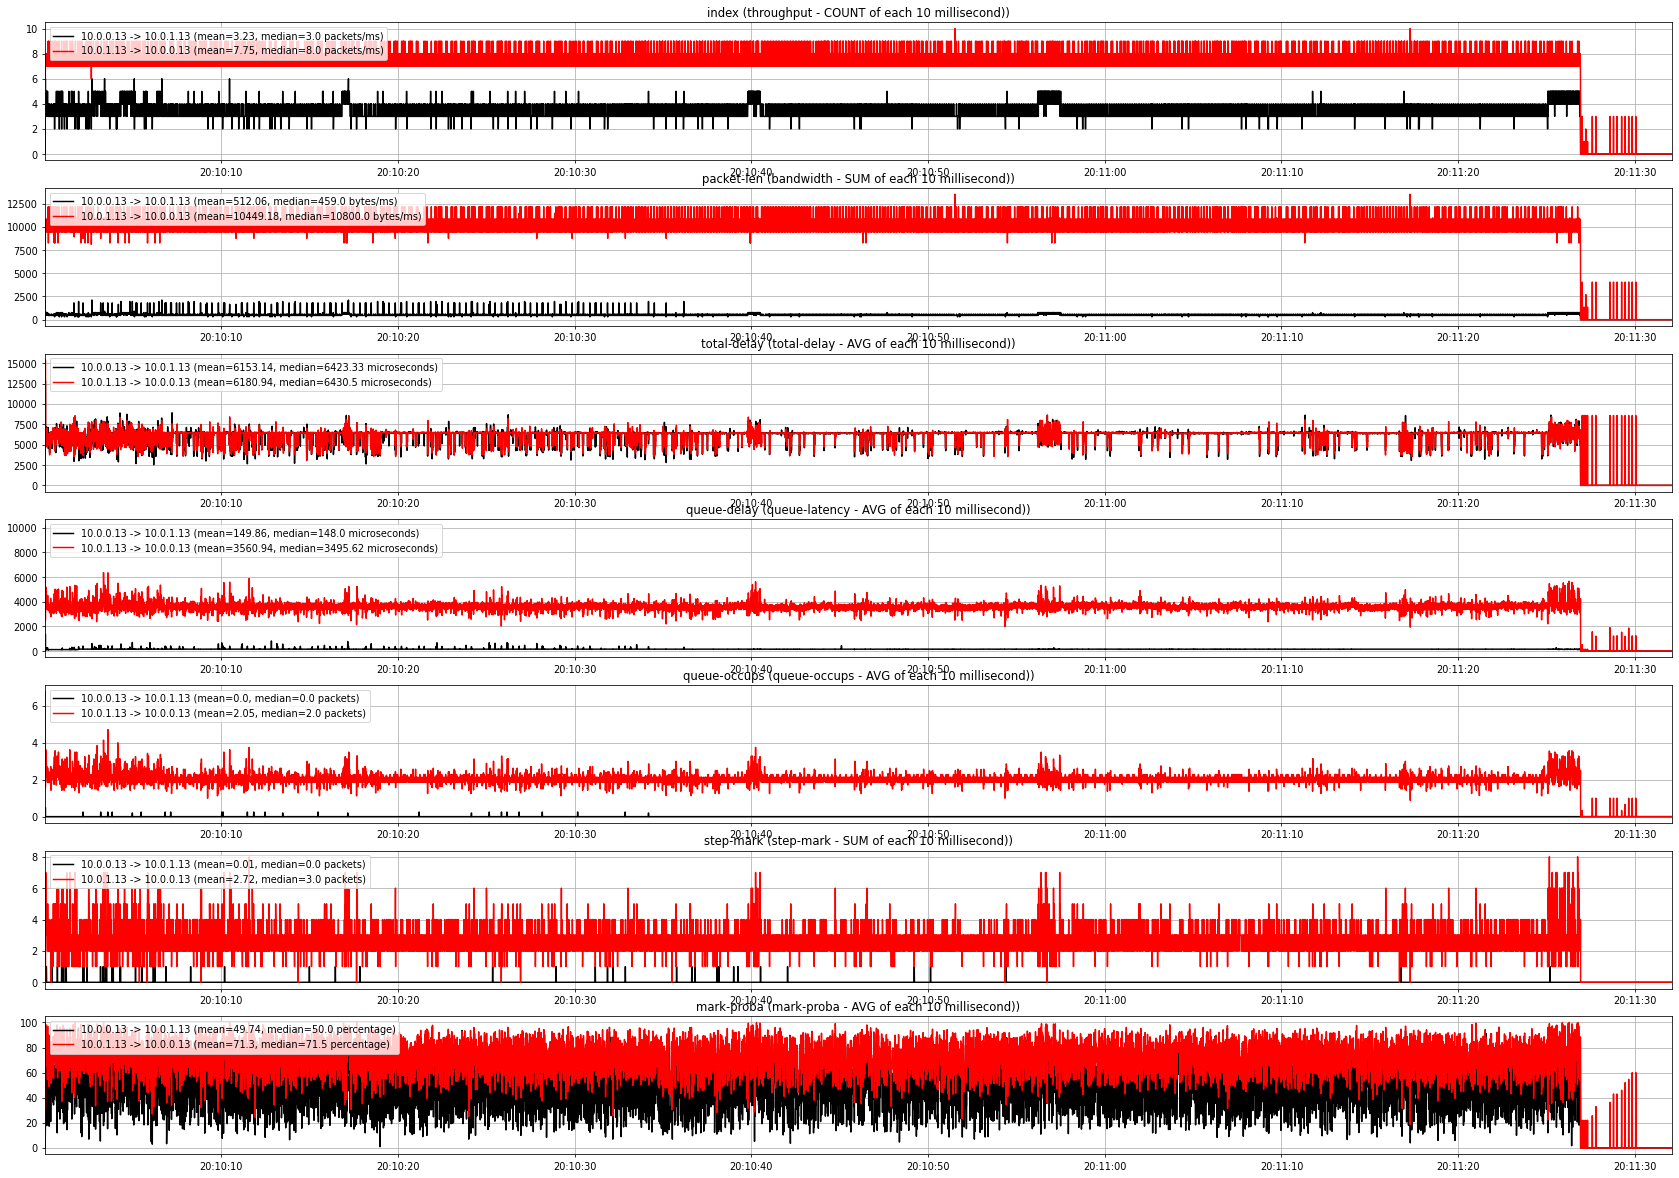 index (throughput - COUNT of each 10 millisecond))
10.0.0.13 -> 10.0.1.13 (mean=3.23, median=3.0 packets/ms)
10.0.1.13 -> 10.0.0.13 (mean=7.75, median=8.0 packets/ms)
10
8
6
4
2
0
20:10:10 20:10:20 20:10:30 20:10:40 20:10:50 20:11:00 20:11:10 20:11:20 20:11:30
packet-len (bandwidth - SUM of each 10 millisecond))
10.0.0.13 -> 10.0.1.13 (mean=512.06, median=459.0 bytes/ms)
10.0.1.13 -> 10.0.0.13 (mean=10449.18, median=10800.0 bytes/ms)
12500
10000
7500
5000
2500
0
20:10:10 20:10:20 20:10:30 20:10:40 20:10:50 20:11:00 20:11:10 20:11:20 20:11:30
total-delay (total-delay - AVG of each 10 millisecond))
10.0.0.13 -> 10.0.1.13 (mean=6153.14, median=6423.33 microseconds)
10.0.1.13 -> 10.0.0.13 (mean=6180.94, median=6430.5 microseconds)
15000
12500
10000
7500
5000
2500
0
20:10:10 20:10:20 20:10:30 20:10:40 20:10:50 20:11:00 20:11:10 20:11:20 20:11:30
queue-delay (queue-latency - AVG of each 10 millisecond))
10.0.0.13 -> 10.0.1.13 (mean=149.86, median=148.0 microseconds)
10.0.1.13 -> 10.0.0.13 (mean=3560.94, median=3495.62 microseconds)
10000
8000
6000
4000
2000
0
20:10:10 20:10:20 20:10:30 20:10:40 20:10:50 20:11:00 20:11:10 20:11:20 20:11:30
queue-occups (queue-occups - AVG of each 10 millisecond))
10.0.0.13 -> 10.0.1.13 (mean=0.0, median=0.0 packets)
10.0.1.13 -> 10.0.0.13 (mean=2.05, median=2.0 packets)
6
4
2
0
20:10:10 20:10:20 20:10:30 20:10:40 20:10:50 20:11:00 20:11:10 20:11:20 20:11:30
step-mark (step-mark - SUM of each 10 millisecond))
10.0.0.13 -> 10.0.1.13 (mean=0.01, median=0.0 packets)
10.0.1.13 -> 10.0.0.13 (mean=2.72, median=3.0 packets)
8
6
4
2
0
20:10:10 20:10:20 20:10:30 20:10:40 20:10:50 20:11:00 20:11:10 20:11:20 20:11:30
mark-proba (mark-proba - AVG of each 10 millisecond))
10.0.0.13 -> 10.0.1.13 (mean=49.74, median=50.0 percentage)
10.0.1.13 -> 10.0.0.13 (mean=71.3, median=71.5 percentage)
100
80
60
40
20
0
20:10:10 20:10:20 20:10:30 20:10:40 20:10:50 20:11:00 20:11:10 20:11:20 20:11:30